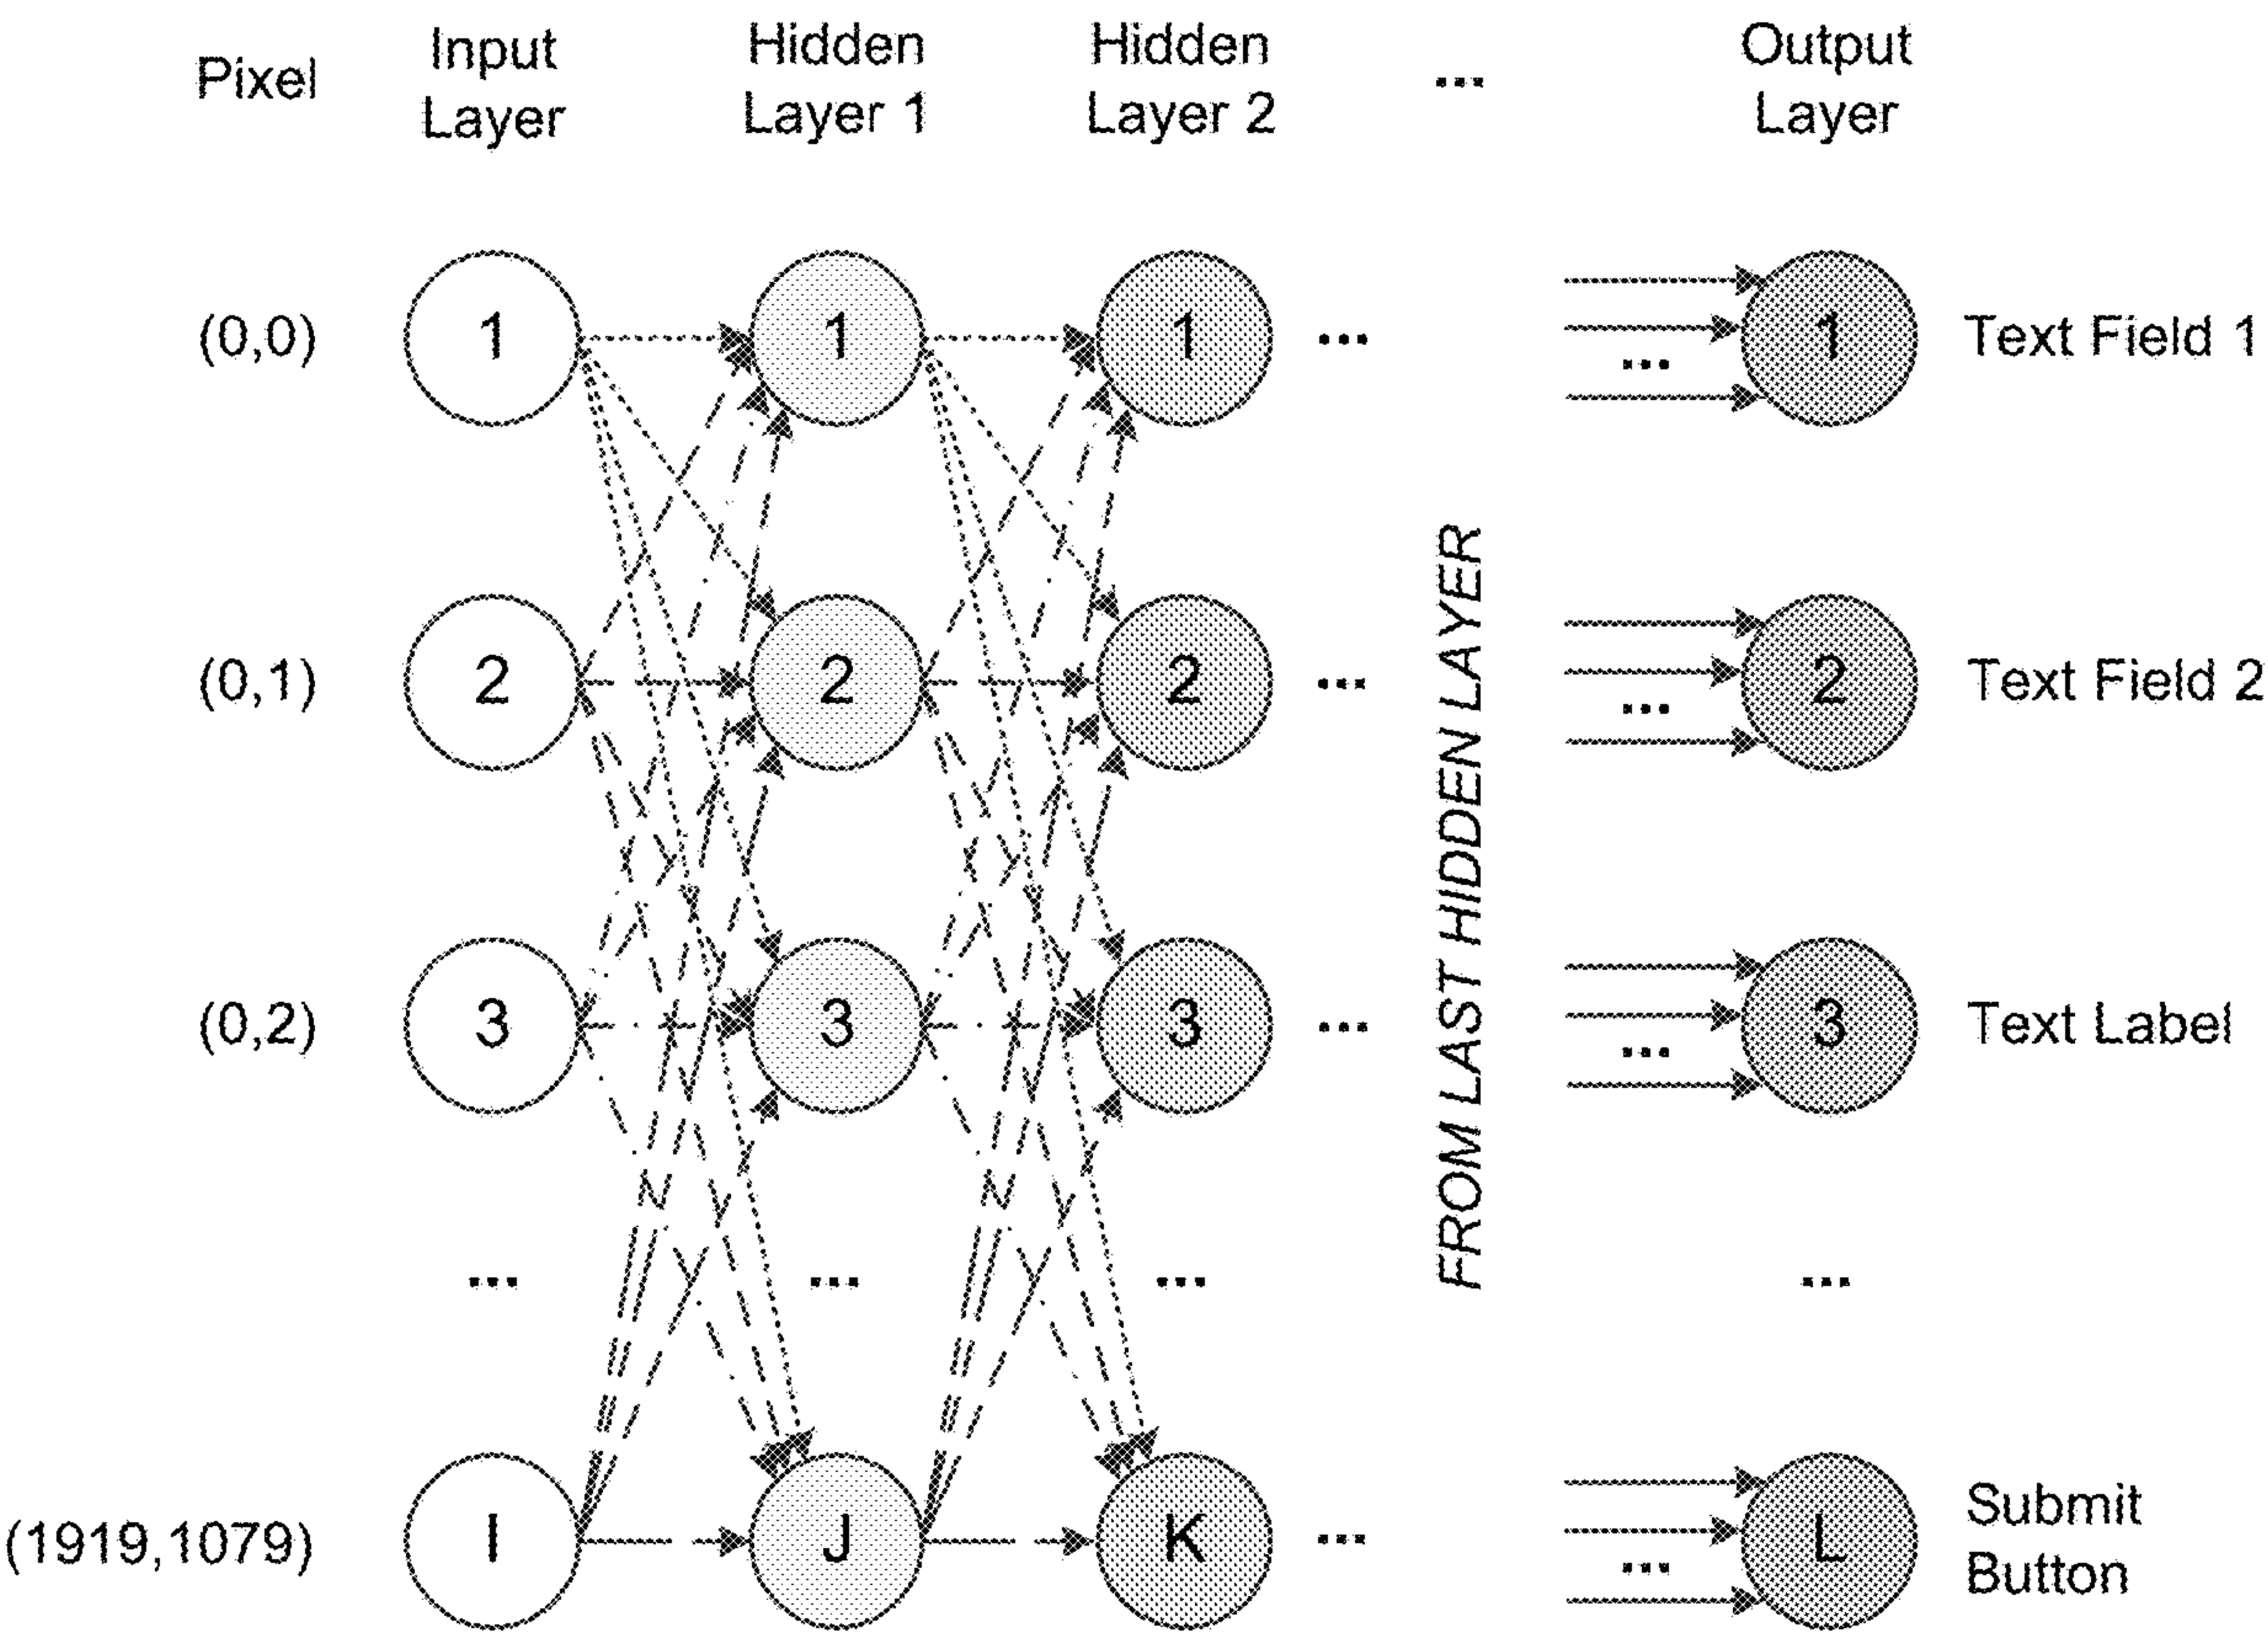 Pixel
Input
Layer
Hidden
Layer 1
Hidden
Layer 2
...
Output
Layer
(0,0)
1
1
1
...
...
1
Text Field 1
(0,1)
2
2
2
...
...
2
Text Field 2
FROM LAST HIDDEN LAYER
(0,2)
3
3
3
...
...
3
Text Label
...
...
...
...
(1919,1079)
I
J
K
...
...
L
Submit
Button